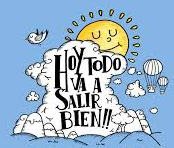 HOY TODO
VA A
SALIR
BIEN!!